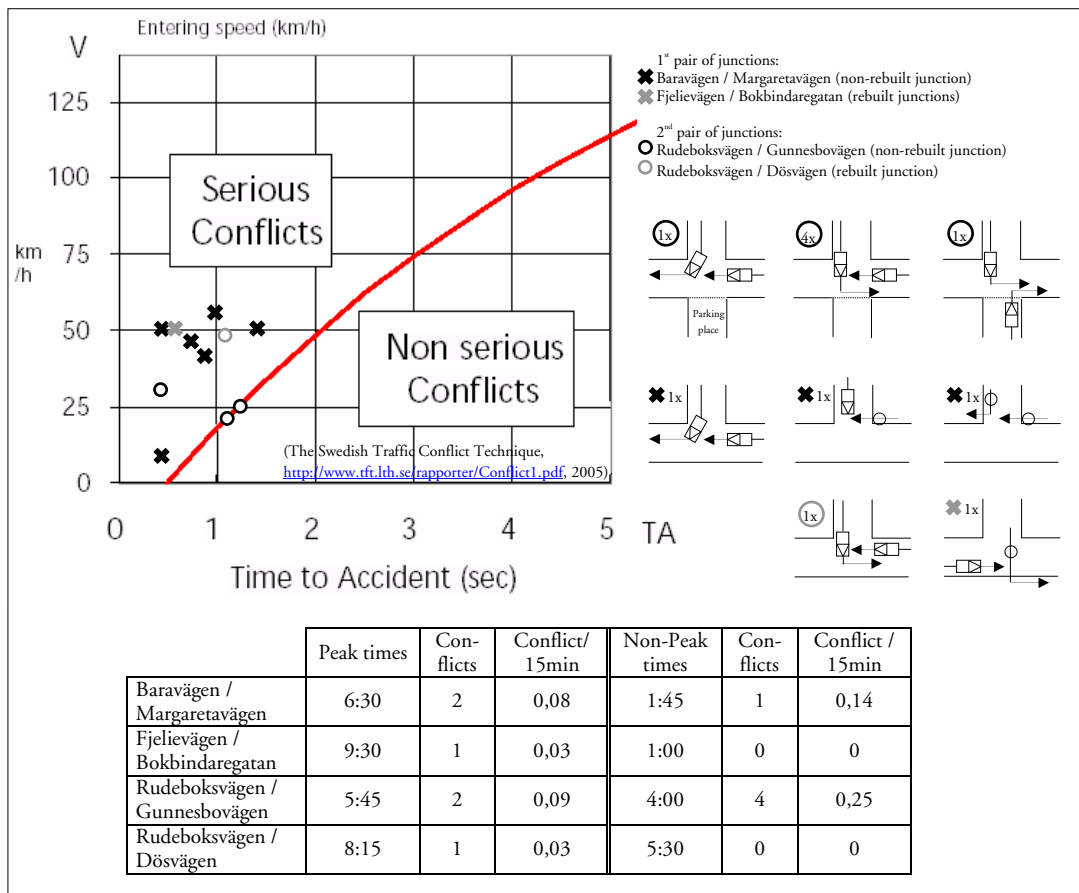 Entering speed (km/h)
V
125
100
75
50
25
0
km
/h
Serious
Conflicts
Non serious
Conflicts
(The Swedish Traffic Conflict Technique,
http://www.tft.lth.se/rapporter/Conflict1.pdf, 2005)
0 1 2 3 4 5 TA
Time to Accident (sec)
1st pair of junctions:
Baravägen / Margaretavägen (non-rebuilt junction)
Fjelievägen / Bokbindaregatan (rebuilt junctions)
2nd pair of junctions:
Rudeboksvägen / Gunnesbovägen (non-rebuilt junction)
Rudeboksvägen / Dösvägen (rebuilt junction)
1x 4x 1x
Parking
place
1x 1x 1x
1x 1x
Peak times Con-flicts Conflict/ 15min Non-Peak times Con-flicts Conflict / 15min
Baravägen /
Margaretavägen 6:30 2 0,08 1:45 1 0,14
Fjelievägen /
Bokbindaregatan 9:30 1 0,03 1:00 0 0
Rudeboksvägen /
Gunnesbovägen 5:45 2 0,09 4:00 4 0,25
Rudeboksvägen /
Dösvägen 8:15 1 0,03 5:30 0 0